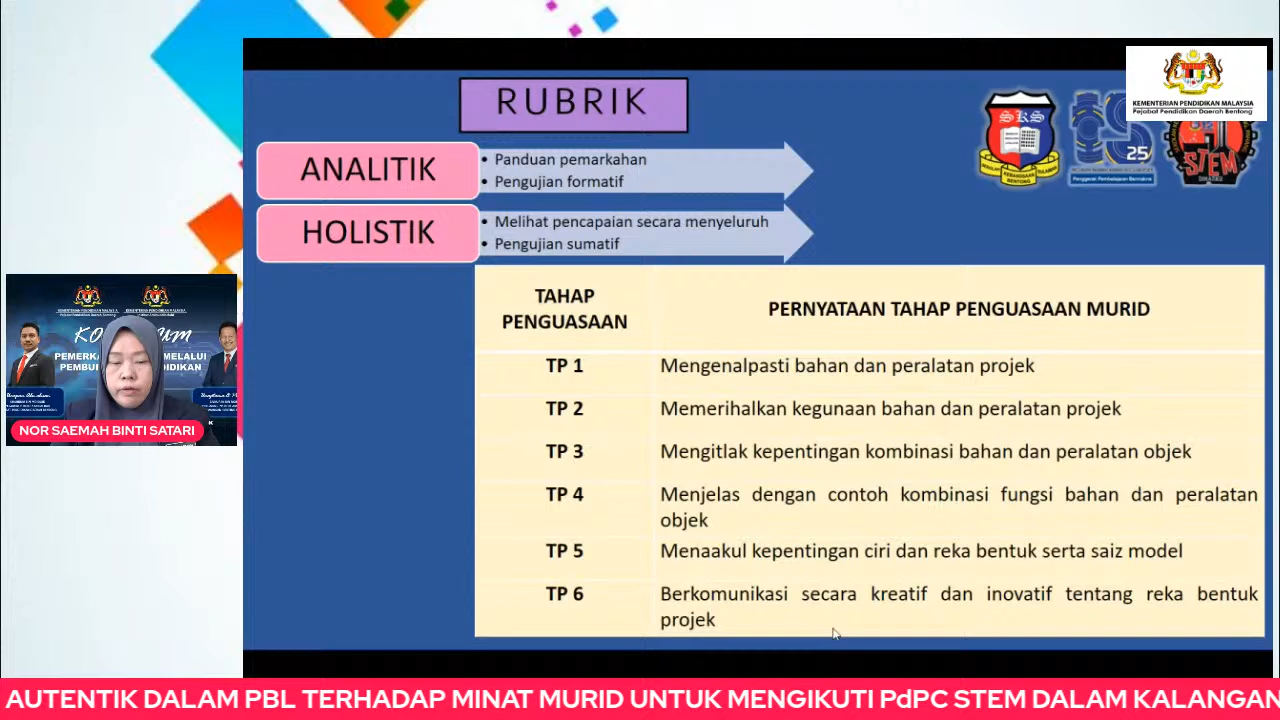 RUBRIK
KEMENTERIAN PENDIDIKAN MALAYSIA
Pejabat Pendidikan Daerah Bentong
SKS
25
STEM
ANALITIK
• Panduan pemarkahan
• Pengujian formatif
HOLISTIK
• Melihat pencapaian secara menyeluruh
• Pengujian sumatif
TAHAP
PENGUASAAN
PERNYATAAN TAHAP PENGUASAAN MURID
TP 1
Mengenalpasti bahan dan peralatan projek
TP 2
Memerihalkan kegunaan bahan dan peralatan projek
TP 3
Mengitlak kepentingan kombinasi bahan dan peralatan objek
TP 4
Menjelas dengan contoh kombinasi fungsi bahan dan peralatan
objek
TP 5
Menaakul kepentingan ciri dan reka bentuk serta saiz model
TP 6
Berkomunikasi secara kreatif dan inovatif tentang reka bentuk
projek
NOR SAEMAH BINTI SATARI
AUTENTIK DALAM PBL TERHADAP MINAT MURID UNTUK MENGIKUTI PdPC STEM DALAM KALANGAN